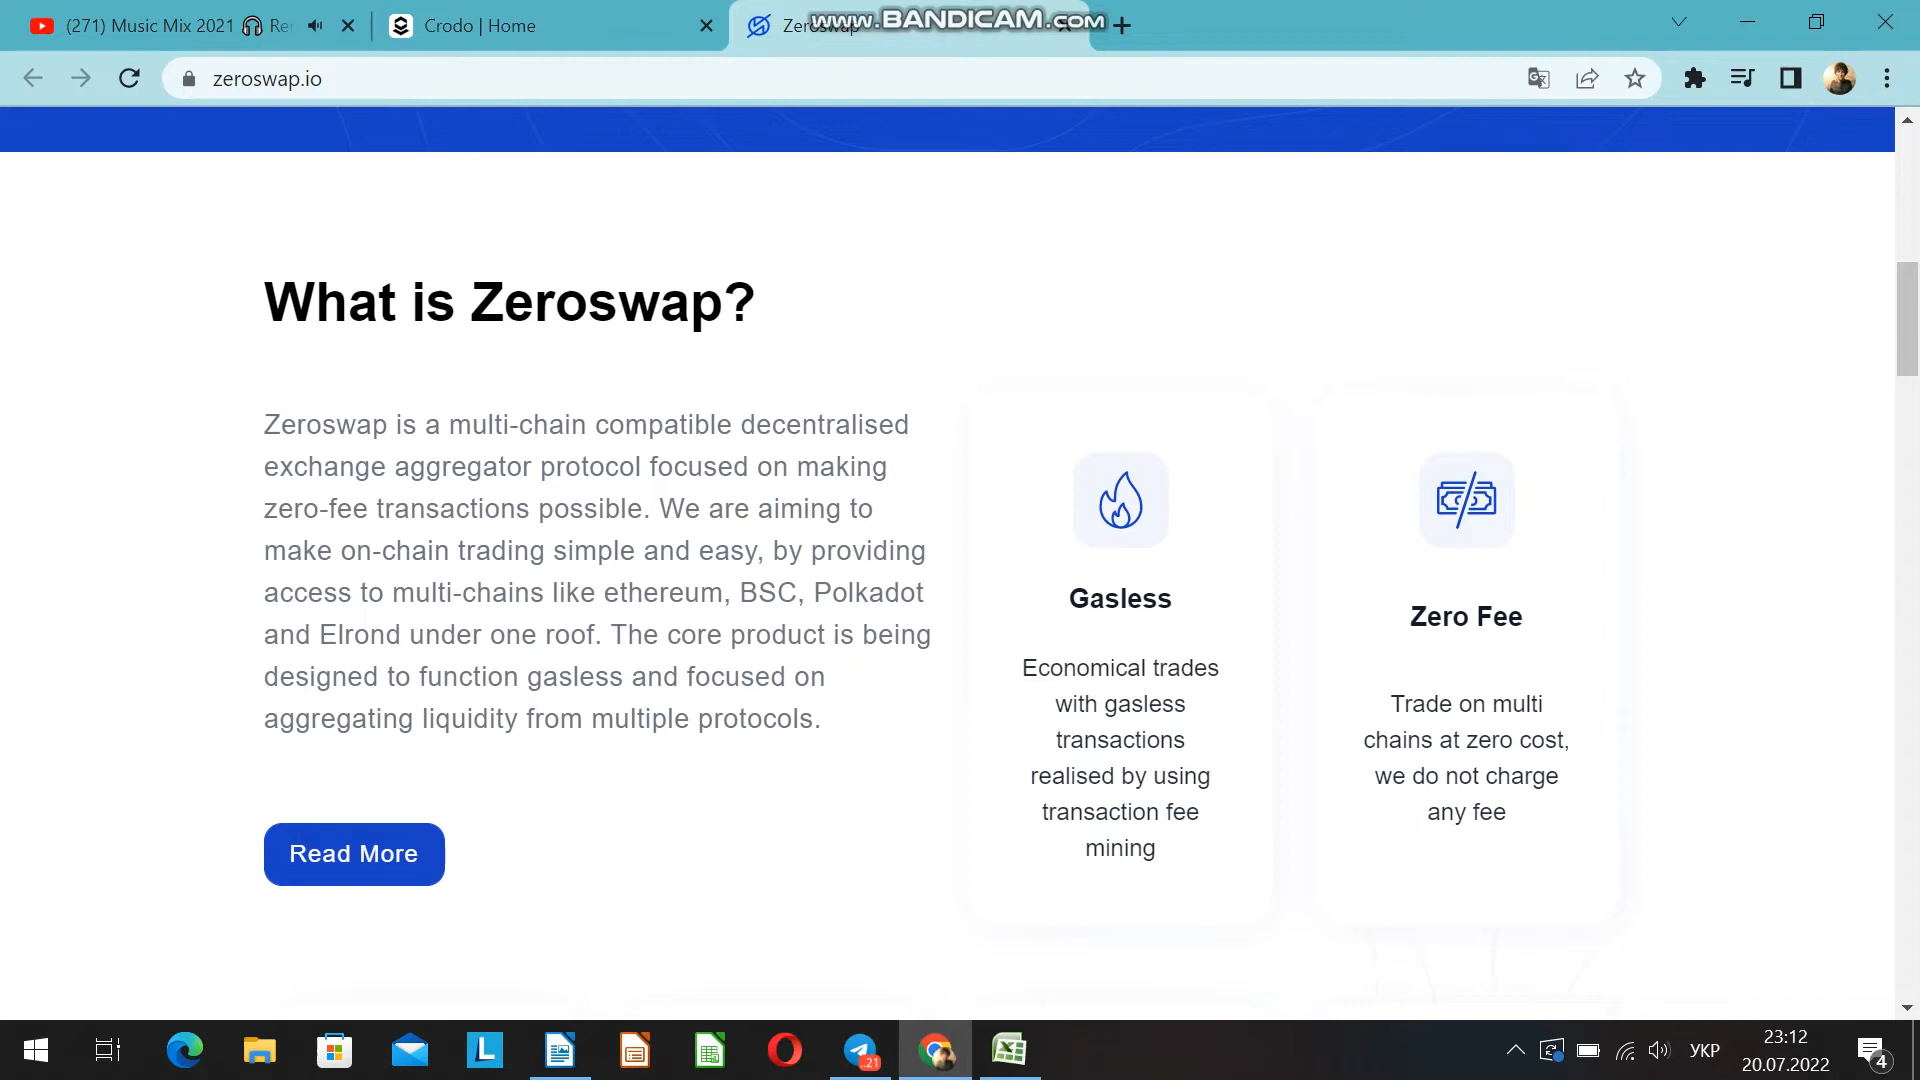 (271) Music Mix 2021 🎧 Re
Crodo | Home
Zeroswap
www.BANDICAM.com
zeroswap.io
What is Zeroswap?
Zeroswap is a multi-chain compatible decentralised
exchange aggregator protocol focused on making
zero-fee transactions possible. We are aiming to
make on-chain trading simple and easy, by providing
access to multi-chains like ethereum, BSC, Polkadot
and Elrond under one roof. The core product is being
designed to function gasless and focused on
aggregating liquidity from multiple protocols.
Read More
Gasless
Economical trades
with gasless
transactions
realised by using
transaction fee
mining
Zero Fee
Trade on multi
chains at zero cost,
we do not charge
any fee
L
..21
УКР
23:12
20.07.2022
4